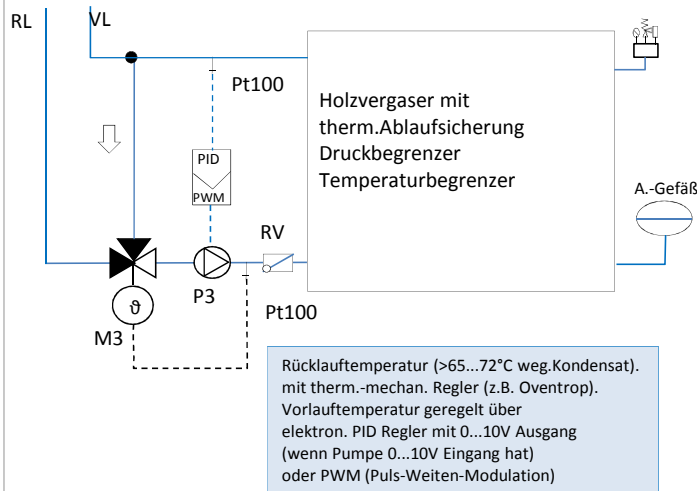 RL
VL
Pt100
Holzvergaser mit
therm.Ablaufsicherung
Druckbegrenzer
Temperaturbegrenzer
PID
PWM
A.-Gefäß
RV
P3
ϑ
M3
Pt100
Rücklauftemperatur (>65...72°C weg.Kondensat).
mit therm.-mechan. Regler (z.B. Oventrop).
Vorlauftemperatur geregelt über
elektron. PID Regler mit 0...10V Ausgang
(wenn Pumpe 0...10V Eingang hat)
oder PWM (Puls-Weiten-Modulation)